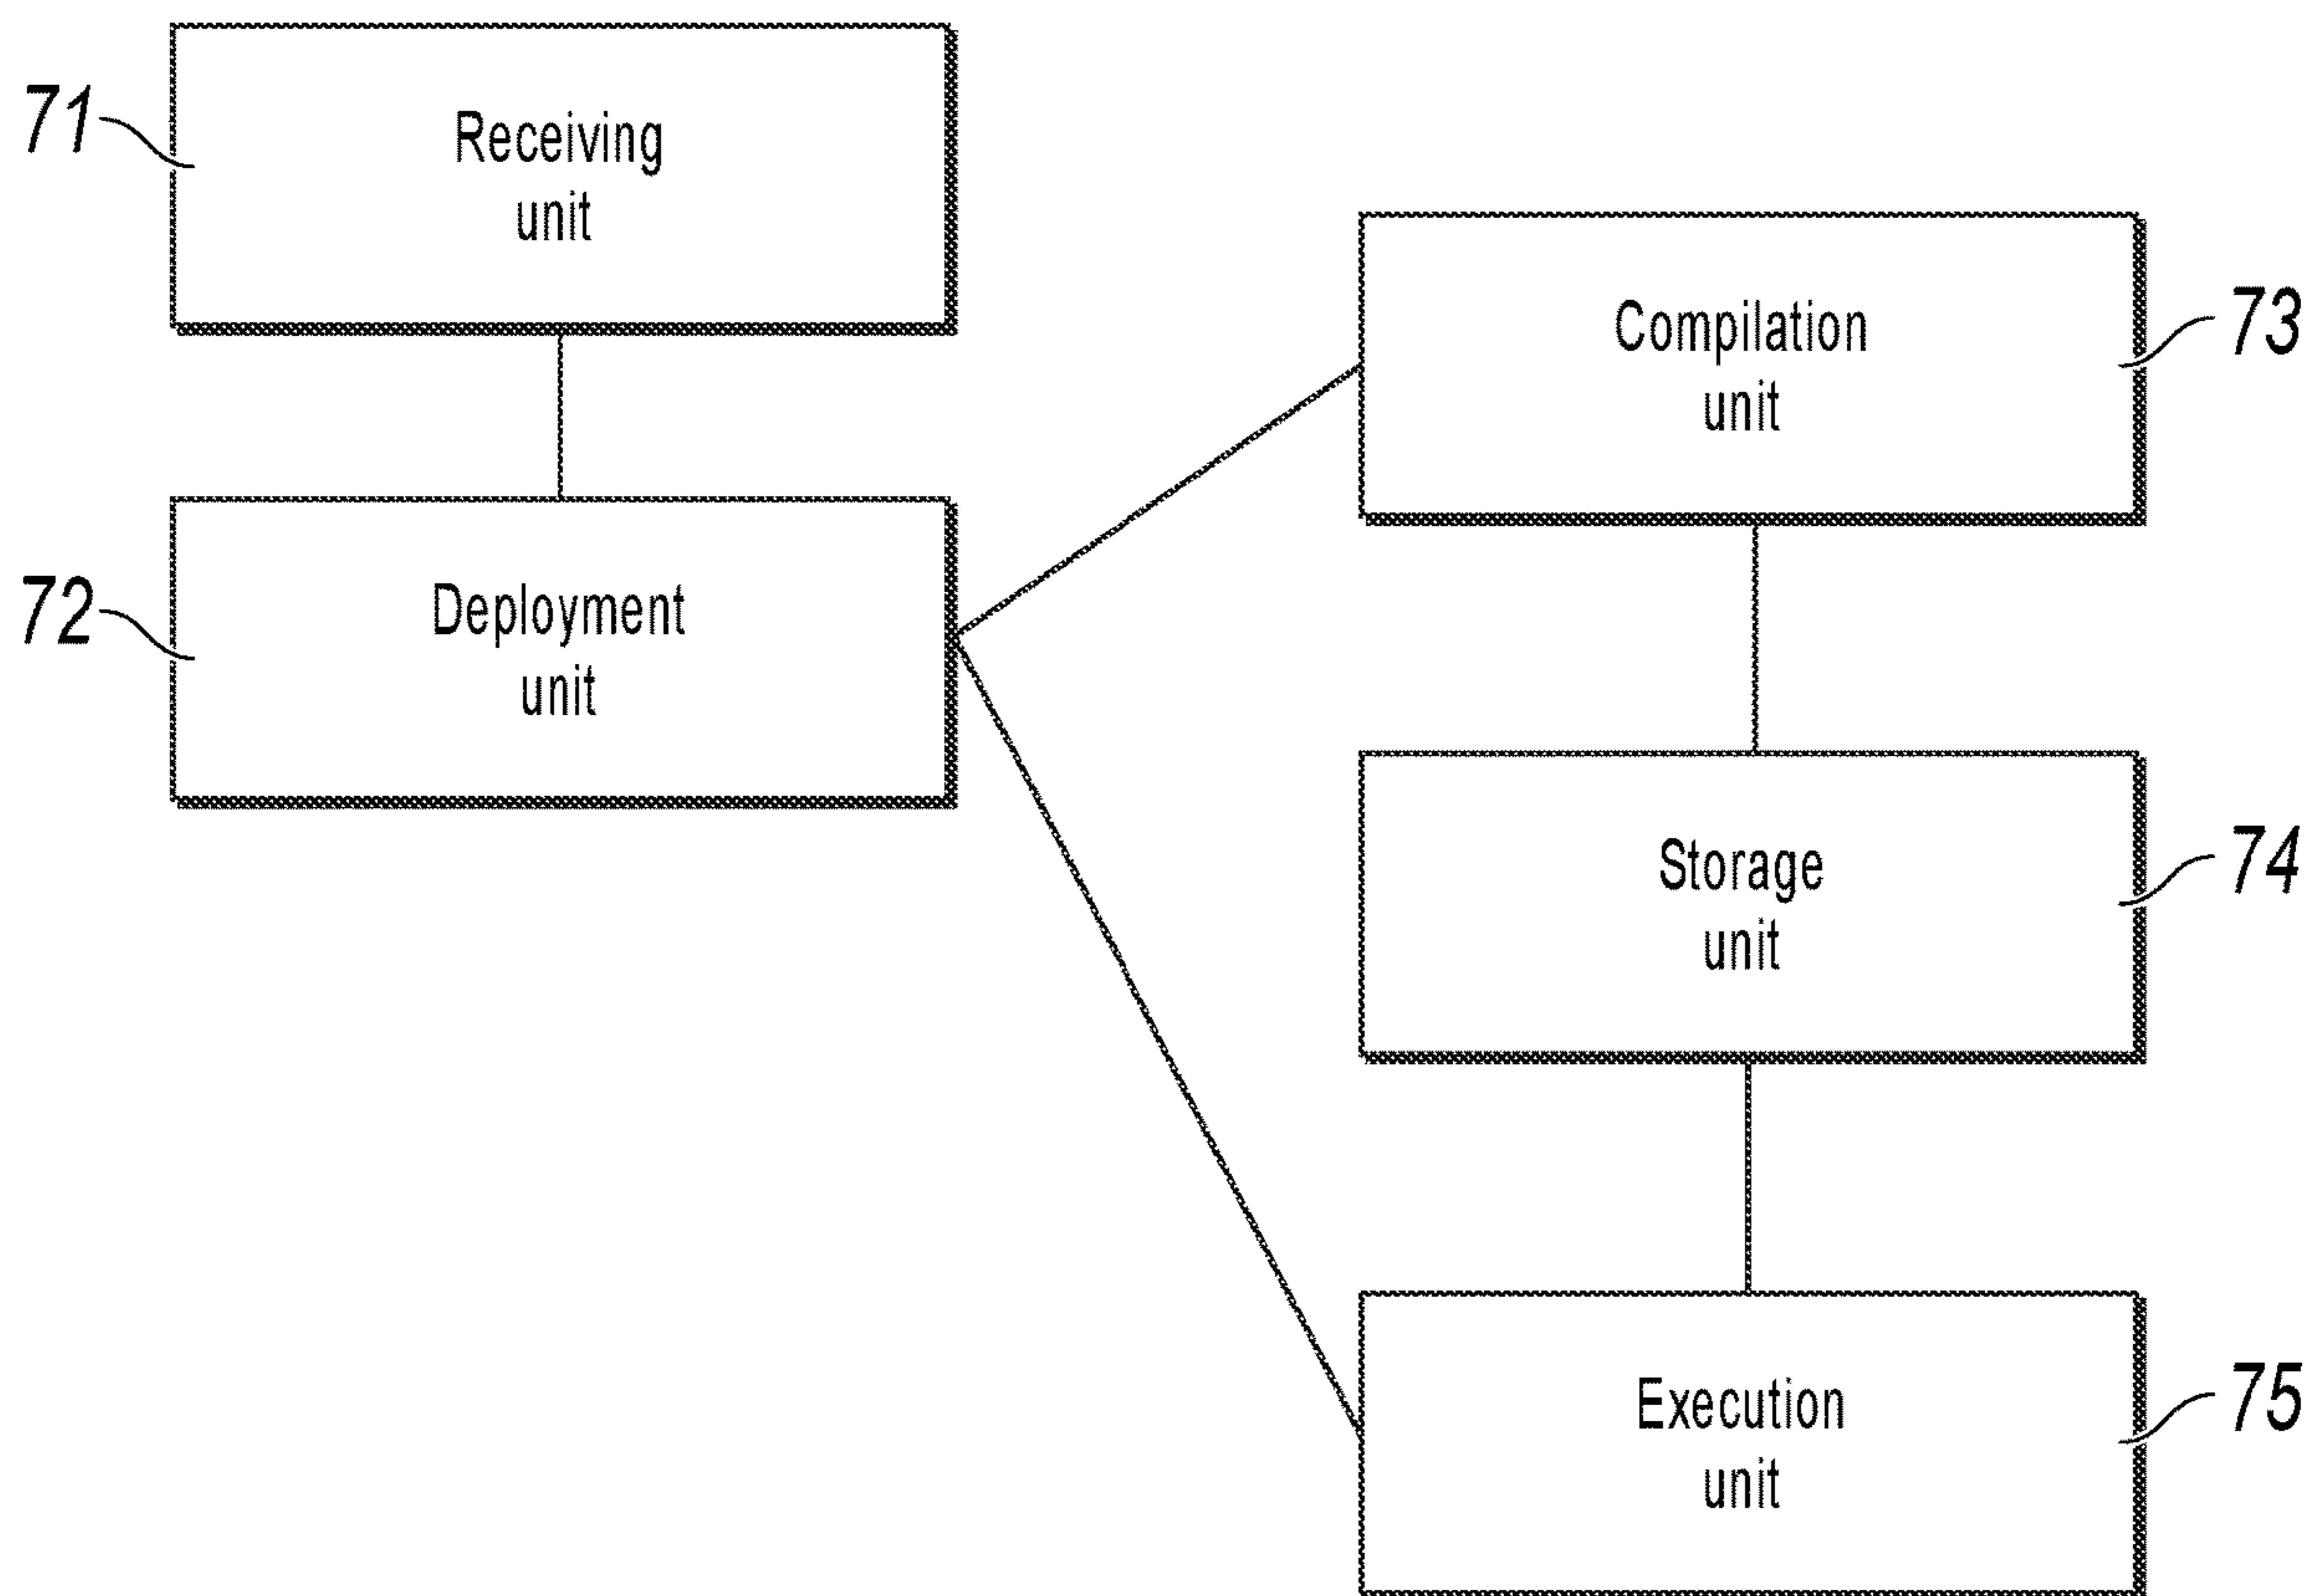 71
Receiving
unit
72
Deployment
unit
Compilation
unit
73
Storage
unit
74
Execution
unit
75